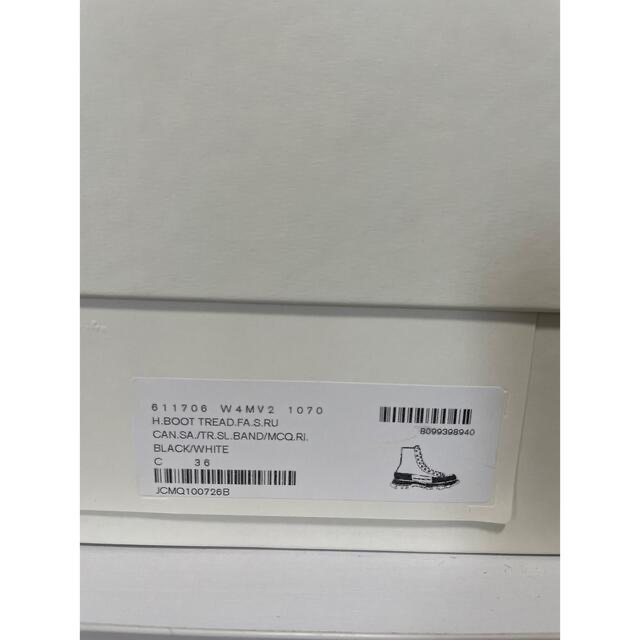 611706 W4MV2 1070
H.BOOT TREAD.FA.S.RU
CAN.SA./TR.SL.BAND/MCQ.RI.
BLACK/WHITE
C 36
JCMQ100726B
8099398940